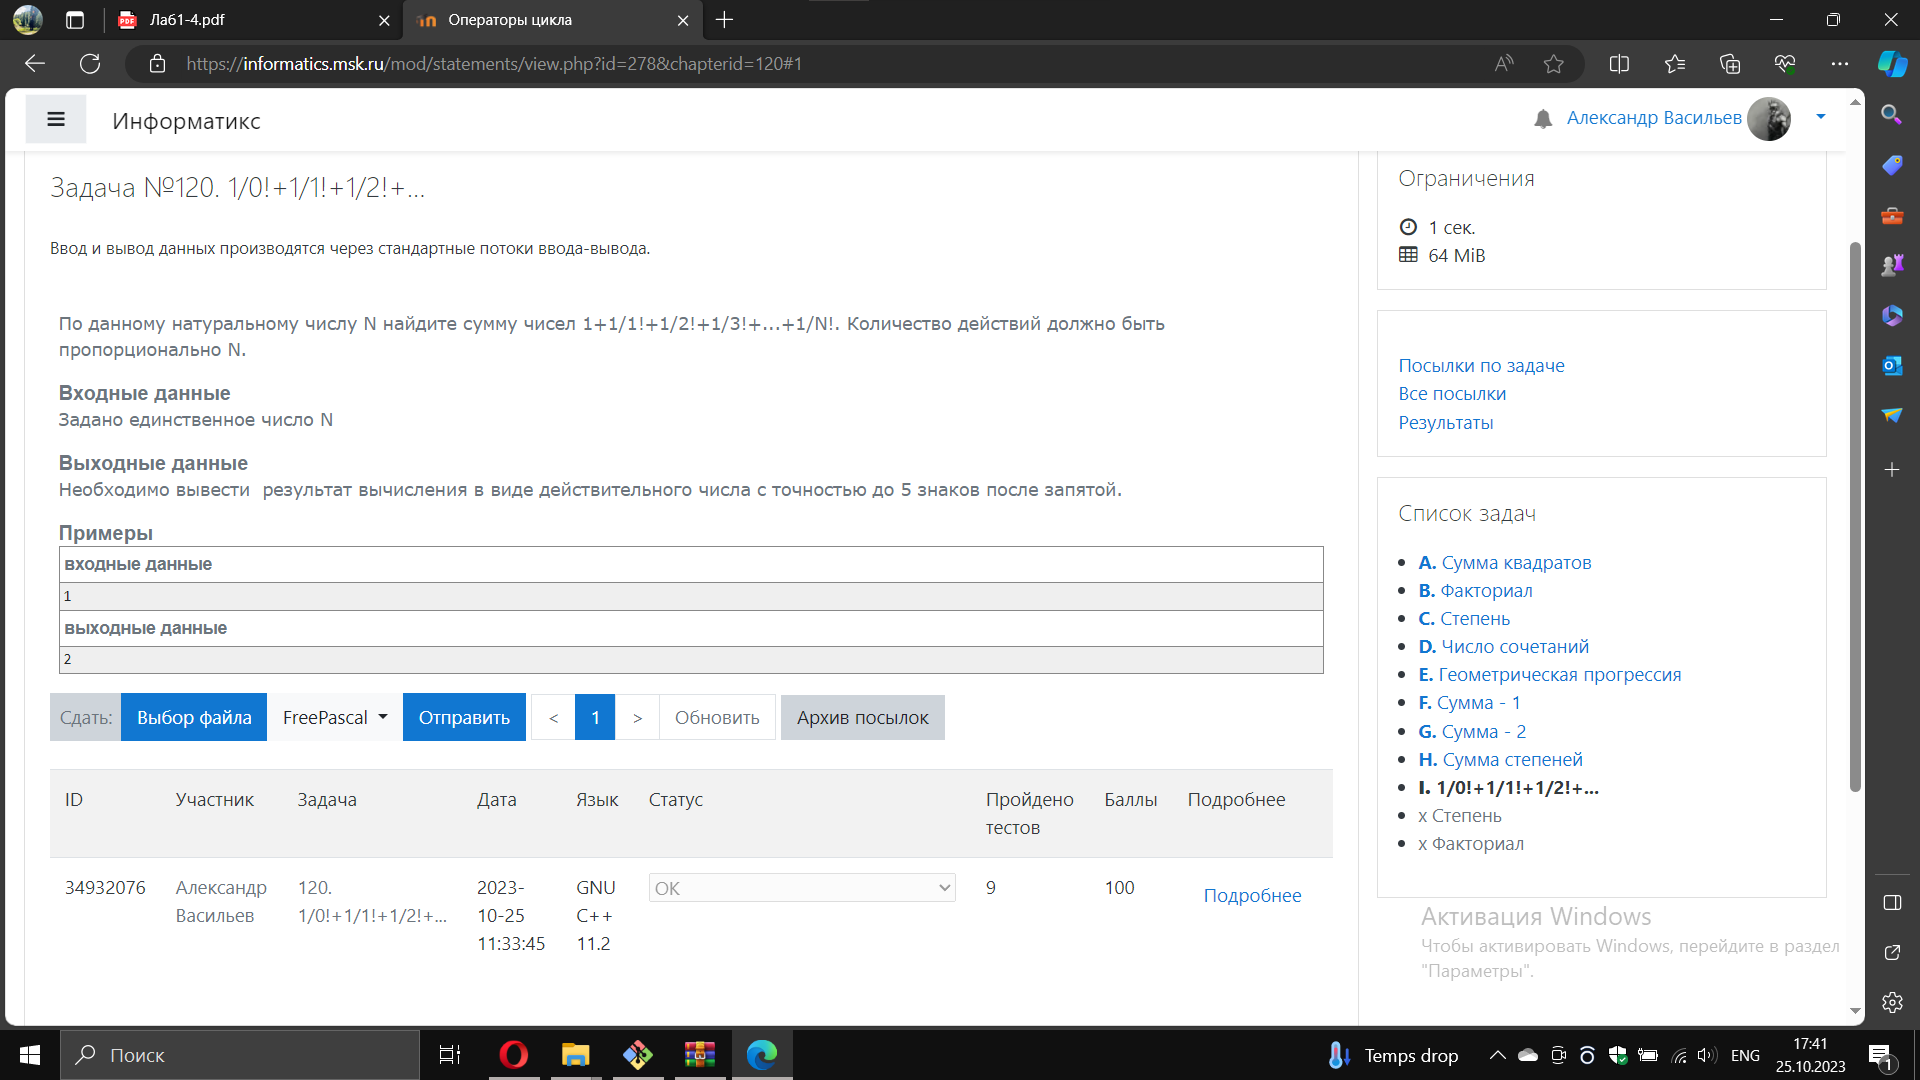 Лаб1-4.pdf
Операторы цикла
https://informatics.msk.ru/mod/statements/view.php?id=278&chapterid=120#1
Информатикс
Александр Васильев
Задача №120. 1/0!+1/1!+1/2!+...
Ввод и вывод данных производятся через стандартные потоки ввода-вывода.
По данному натуральному числу N найдите сумму чисел 1+1/1!+1/2!+1/3!+...+1/N!. Количество действий должно быть
пропорционально N.
Входные данные
Задано единственное число N
Выходные данные
Необходимо вывести  результат вычисления в виде действительного числа с точностью до 5 знаков после запятой.
Примеры
входные данные
1
выходные данные
2
Сдать: Выбор файла FreePascal Отправить < 1 > Обновить Архив посылок
ID Участник Задача Дата Язык Статус Пройдено тестов Баллы Подробнее
34932076 Александр Васильев 120. 1/0!+1/1!+1/2!+... 2023-10-25 11:33:45 GNU C++ 11.2 OK 9 100 Подробнее
Ограничения
1 сек.
64 MiB
Посылки по задаче
Все посылки
Результаты
Список задач
A. Сумма квадратов
B. Факториал
C. Степень
D. Число сочетаний
E. Геометрическая прогрессия
F. Сумма - 1
G. Сумма - 2
H. Сумма степеней
I. 1/0!+1/1!+1/2!+...
x Степень
x Факториал
Активация Windows
Чтобы активировать Windows, перейдите в раздел
"Параметры".
Поиск
Temps drop
ENG
17:41
25.10.2023
1